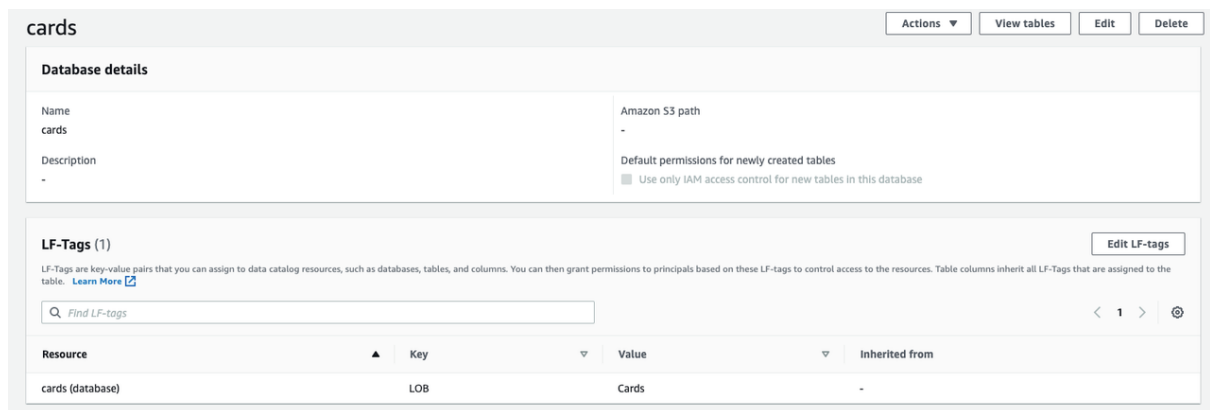 cards
Actions ▼ View tables Edit Delete
Database details
Name Amazon S3 path
cards -
Description Default permissions for newly created tables
- Use only IAM access control for new tables in this database
LF-Tags (1) Edit LF-tags
LF-Tags are key-value pairs that you can assign to data catalog resources, such as databases, tables, and columns. You can then grant permissions to principals based on these LF-tags to control access to the resources. Table columns inherit all LF-Tags that are assigned to the
table. Learn More
Find LF-tags < 1 >
Resource Key Value Inherited from
cards (database) LOB Cards -